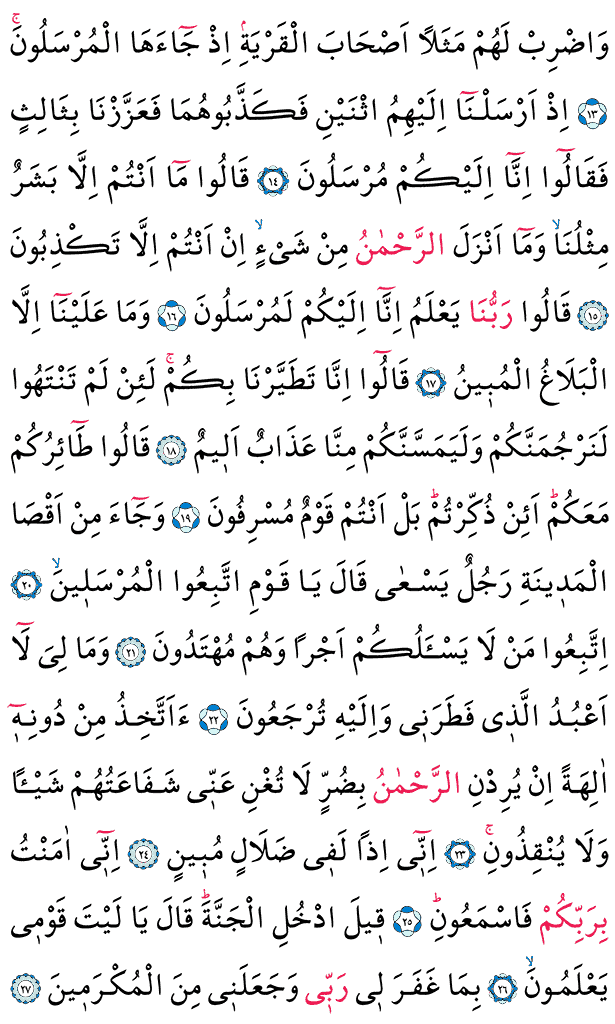 وَاضْرِبْ لَهُمْ مَثَلًا اَصْحَابَ الْقَرْيَةِۢ اِذْ جَٓاءَهَا الْمُرْسَلُونَۚ
﴿١٣﴾ اِذْ اَرْسَلْنَٓا اِلَيْهِمُ اثْنَيْنِ فَكَذَّبُوهُمَا فَعَزَّزْنَا بِثَالِثٍ
فَقَالُٓوا اِنَّٓا اِلَيْكُمْ مُرْسَلُونَ ﴿١٤﴾ قَالُوا مَٓا اَنْتُمْ اِلَّا بَشَرٌ
مِثْلُنَاۙ وَمَٓا اَنْزَلَ الرَّحْمٰنُ مِنْ شَيْءٍۙ اِنْ اَنْتُمْ اِلَّا تَكْذِبُونَ
﴿١٥﴾ قَالُوا رَبُّنَا يَعْلَمُ اِنَّٓا اِلَيْكُمْ لَمُرْسَلُونَ ﴿١٦﴾ وَمَا عَلَيْنَٓا اِلَّا
الْبَلَاغُ الْمُب۪ينُ ﴿١٧﴾ قَالُٓوا اِنَّا تَطَيَّرْنَا بِكُمْۚ لَئِنْ لَمْ تَنْتَهُوا
لَنَرْجُمَنَّكُمْ وَلَيَمَسَّنَّكُمْ مِنَّا عَذَابٌ اَل۪يمٌ ﴿١٨﴾ قَالُوا طَٓائِرُكُمْ
مَعَكُمْۜ اَئِنْ ذُكِّرْتُمْۜ بَلْ اَنْتُمْ قَوْمٌ مُسْرِفُونَ ﴿١٩﴾ وَجَٓاءَ مِنْ اَقْصَا
الْمَد۪ينَةِ رَجُلٌ يَسْعٰى قَالَ يَا قَوْمِ اتَّبِعُوا الْمُرْسَل۪ينَۙ ﴿٢٠﴾
اِتَّبِعُوا مَنْ لَا يَسْـَٔلُكُمْ اَجْرًا وَهُمْ مُهْتَدُونَ ﴿٢١﴾ وَمَا لِيَ لَٓا
اَعْبُدُ الَّذ۪ي فَطَرَن۪ي وَاِلَيْهِ تُرْجَعُونَ ﴿٢٢﴾ ءَاَتَّخِذُ مِنْ دُونِه۪ٓ
اٰلِهَةً اِنْ يُرِدْنِ الرَّحْمٰنُ بِضُرٍّ لَا تُغْنِ عَنّ۪ي شَفَاعَتُهُمْ شَيْـًٔا
وَلَا يُنْقِذُونِۚ ﴿٢٣﴾ اِنّ۪ٓي اِذًا لَف۪ي ضَلَالٍ مُب۪ينٍ ﴿٢٤﴾ اِنّ۪ٓي اٰمَنْتُ
بِرَبِّكُمْ فَاسْمَعُونِۜ ﴿٢٥﴾ ق۪يلَ ادْخُلِ الْجَنَّةَۜ قَالَ يَا لَيْتَ قَوْم۪ي
يَعْلَمُونَۙ ﴿٢٦﴾ بِمَا غَفَرَ ل۪ي رَبّ۪ي وَجَعَلَن۪ي مِنَ الْمُكْرَم۪ينَ ﴿٢٧﴾